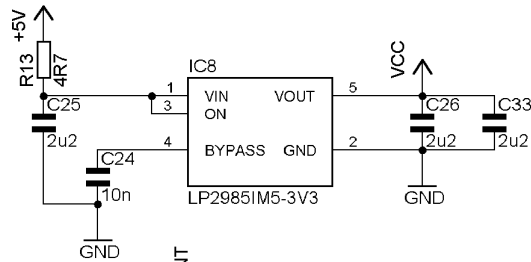 +5V
R13
4R7
IC8
VCC
1
VIN
VOUT
5
C25
3
ON
C26
C33
2u2
4
BYPASS
GND
2
2u2
2u2
C24
10n
LP2985IM5-3V3
GND
GND
NT